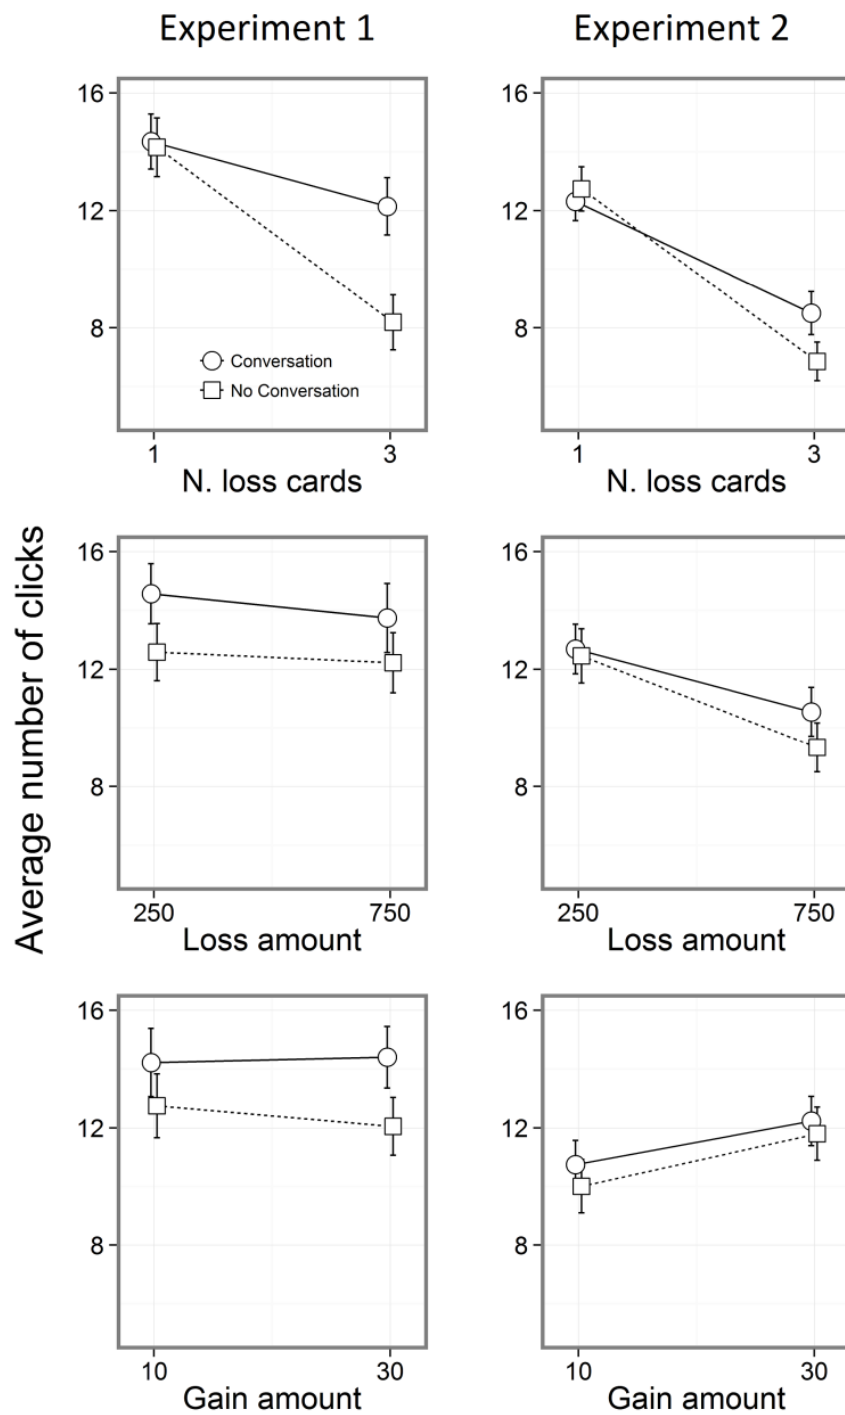 Experiment 1
Experiment 2
Average number of clicks
16
12
8
Conversation
No Conversation
1
3
N. loss cards
16
12
8
1
3
N. loss cards
16
12
8
250
750
Loss amount
16
12
8
250
750
Loss amount
16
12
8
10
30
Gain amount
16
12
8
10
30
Gain amount